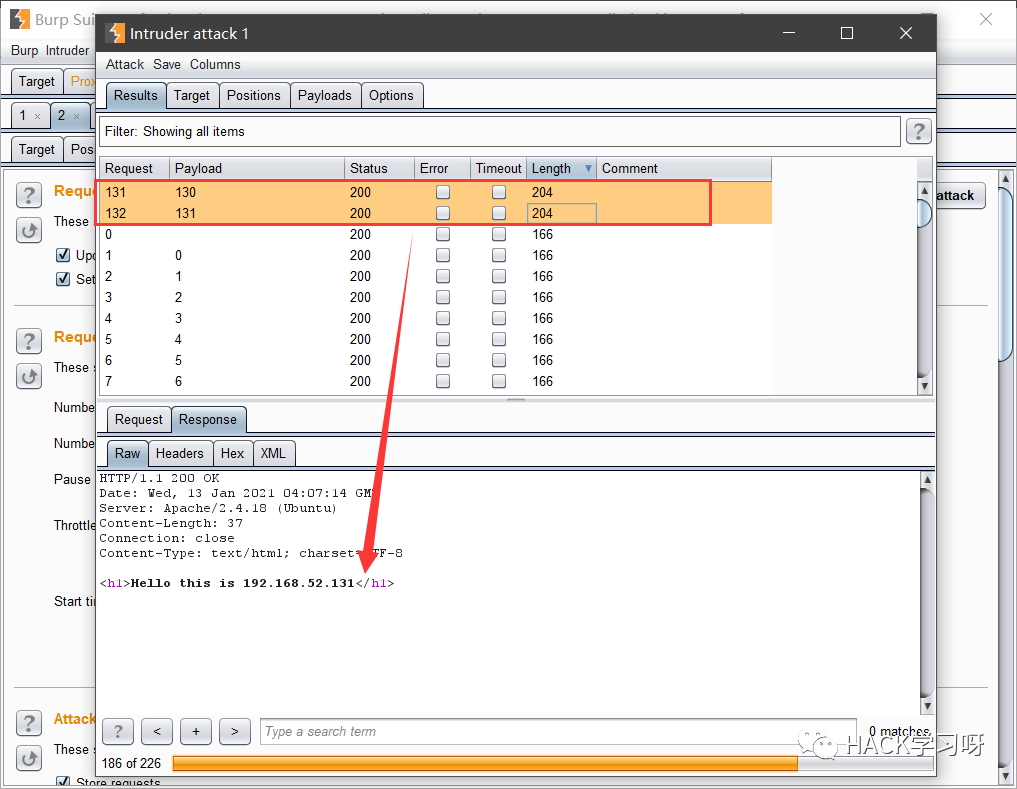 Burp Sui
Intruder attack 1
Burp Intruder
Attack Save Columns
Target Prox
Results Target Positions Payloads Options
1 × 2 ×
Filter: Showing all items
?
Target Pos
Request Payload Status Error Timeout Length Comment
131 130 200 204
132 131 200 204
0 200 166
1 0 200 166
2 1 200 166
3 2 200 166
4 3 200 166
5 4 200 166
6 5 200 166
7 6 200 166
attack
? Requ
These
Upd
Set
? Reque
These s
Numbe
Numbe
Pause
Throttle
Start ti
? Attack
These s
Store requests
Request Response
Raw Headers Hex XML
HTTP/1.1 200 OK
Date: Wed, 13 Jan 2021 04:07:14 GM
Server: Apache/2.4.18 (Ubuntu)
Content-Length: 37
Connection: close
Content-Type: text/html; charset=UTF-8
<h1>Hello this is 192.168.52.131</h1>
? < + > Type a search term 0 matches
HACK学习呀
186 of 226